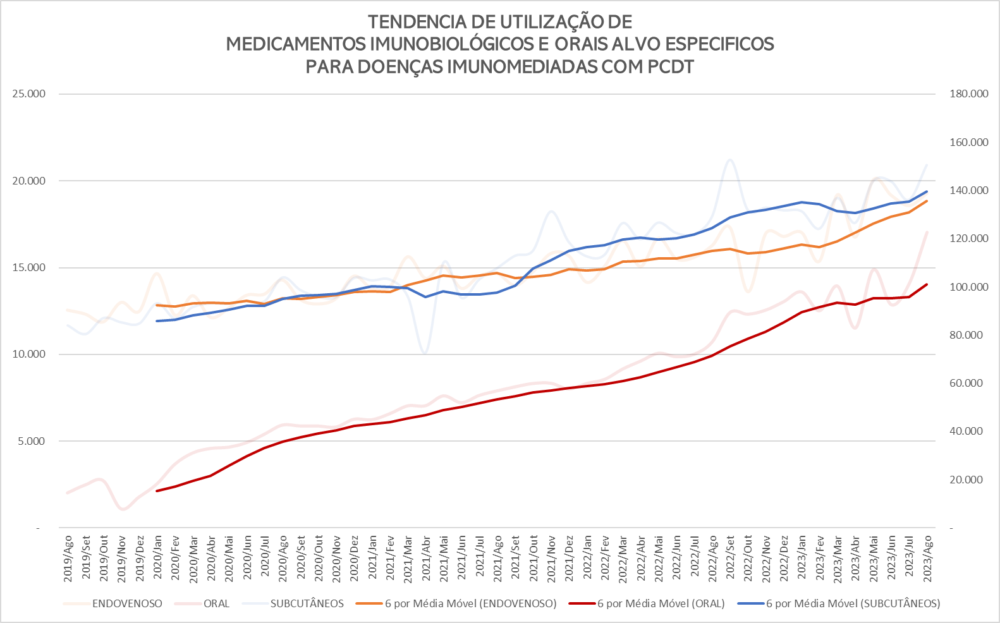 TENDENCIA DE UTILIZAÇÃO DE
MEDICAMENTOS IMUNOBIOLÓGICOS E ORAIS ALVO ESPECIFICOS
PARA DOENÇAS IMUNOMEDIADAS COM PCDT
25.000
20.000
15.000
10.000
5.000
-
180.000
160.000
140.000
120.000
100.000
80.000
60.000
40.000
20.000
-
2019/Ago
2019/Set
2019/Out
2019/Nov
2019/Dez
2020/Jan
2020/Fev
2020/Mar
2020/Abr
2020/Mai
2020/Jun
2020/Jul
2020/Ago
2020/Set
2020/Out
2020/Nov
2020/Dez
2021/Jan
2021/Fev
2021/Mar
2021/Abr
2021/Mai
2021/Jun
2021/Jul
2021/Ago
2021/Set
2021/Out
2021/Nov
2021/Dez
2022/Jan
2022/Fev
2022/Mar
2022/Abr
2022/Mai
2022/Jun
2022/Jul
2022/Ago
2022/Set
2022/Out
2022/Nov
2022/Dez
2023/Jan
2023/Fev
2023/Mar
2023/Abr
2023/Mai
2023/Jun
2023/Jul
2023/Ago
ENDOVENOSO
ORAL
SUBCUTÂNEOS
6 por Média Móvel (ENDOVENOSO)
6 por Média Móvel (ORAL)
6 por Média Móvel (SUBCUTÂNEOS)